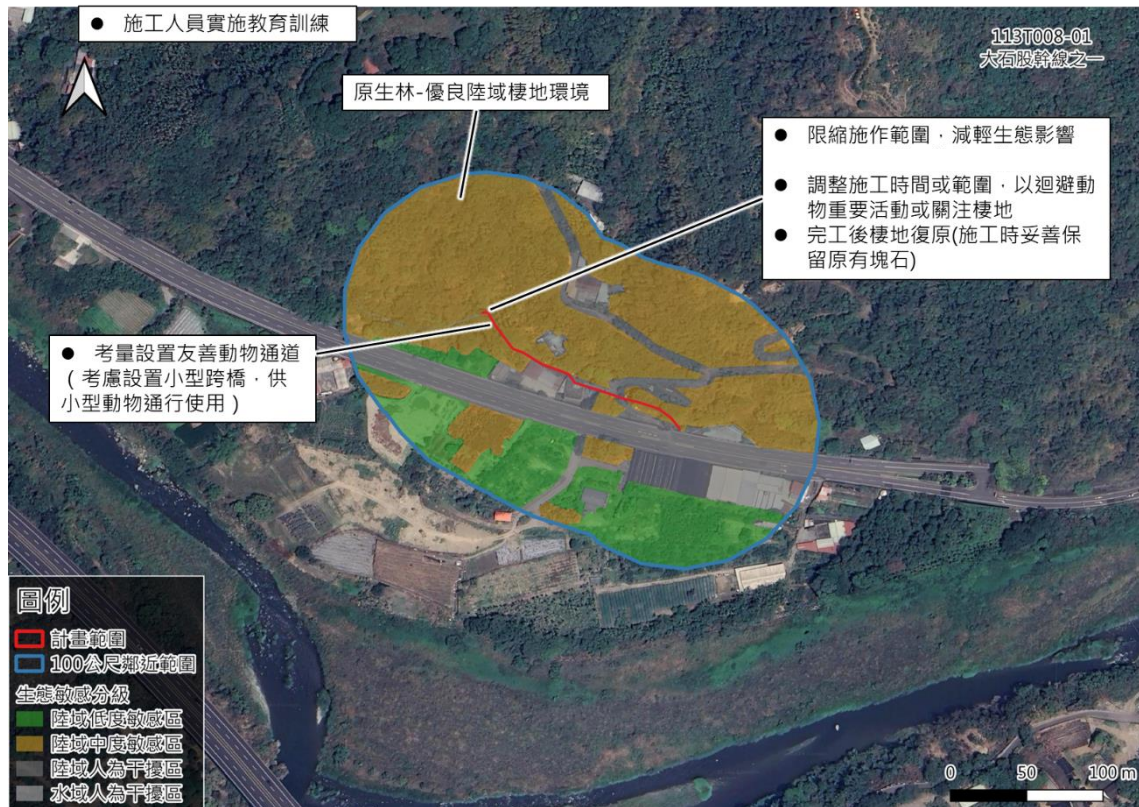 ● 施工人員實施教育訓練
113T008-01
大石股幹線之一
原生林-優良陸域棲地環境
● 限縮施作範圍，減輕生態影響
● 調整施工時間或範圍，以迴避動
物重要活動或關注棲地
● 完工後棲地復原(施工時妥善保
留原有塊石)
● 考量設置友善動物通道
（考慮設置小型跨橋，供
小型動物通行使用）
圖例
計畫範圍
100公尺鄰近範圍
生態敏感分級
陸域低度敏感區
陸域中度敏感區
陸域人為干擾區
水域人為干擾區
0 50 100 m